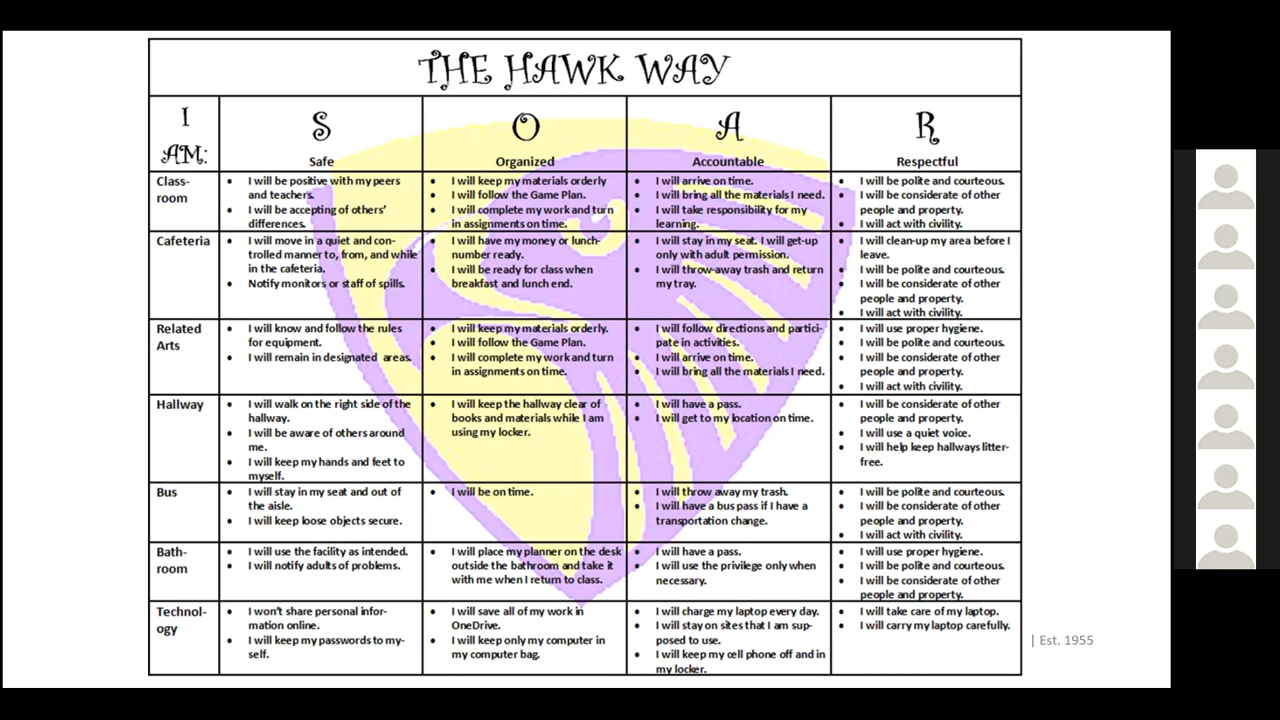 THE HAWK WAY
I
AM:
S
Safe
O
Organized
A
Accountable
R
Respectful
Class-
room
• I will be positive with my peers
and teachers.
• I will be accepting of others'
differences.
• I will keep my materials orderly
• I will follow the Game Plan.
• I will complete my work and turn
in assignments on time.
• I will arrive on time.
• I will bring all the materials I need.
• I will take responsibility for my
learning.
• I will be polite and courteous.
• I will be considerate of other
people and property.
• I will act with civility.
Cafeteria
• I will move in a quiet and con-
trolled manner to, from, and while
in the cafeteria.
• Notify monitors or staff of spills.
• I will have my money or lunch-
number ready.
• I will be ready for class when
breakfast and lunch end.
• I will stay in my seat. I will get-up
only with adult permission.
• I will throw-away trash and return
my tray.
• I will clean-up my area before I
leave.
• I will be polite and courteous.
• I will be considerate of other
people and property.
• I will act with civility.
Related
Arts
• I will know and follow the rules
for equipment.
• I will remain in designated areas.
• I will keep my materials orderly.
• I will follow the Game Plan.
• I will complete my work and turn
in assignments on time.
• I will follow directions and partici-
pate in activities.
• I will arrive on time.
• I will bring all the materials I need.
• I will use proper hygiene.
• I will be polite and courteous.
• I will be considerate of other
people and property.
• I will act with civility.
Hallway
• I will walk on the right side of the
hallway.
• I will be aware of others around
me.
• I will keep my hands and feet to
myself.
• I will keep the hallway clear of
books and materials while I am
using my locker.
• I will have a pass.
• I will get to my location on time.
• I will be considerate of other
people and property.
• I will use a quiet voice.
• I will help keep hallways litter-
free.
Bus
• I will stay in my seat and out of
the aisle.
• I will keep loose objects secure.
• I will be on time.
• I will throw away my trash.
• I will have a bus pass if I have a
transportation change.
• I will be polite and courteous.
• I will be considerate of other
people and property.
• I will act with civility.
Bath-
room
• I will use the facility as intended.
• I will notify adults of problems.
• I will place my planner on the desk
outside the bathroom and take it
with me when I return to class.
• I will have a pass.
• I will use the privilege only when
necessary.
• I will use proper hygiene.
• I will be polite and courteous.
• I will be considerate of other
people and property.
Technol-
ogy
• I won't share personal infor-
mation online.
• I will keep my passwords to my-
self.
• I will save all of my work in
OneDrive.
• I will keep only my computer in
my computer bag.
• I will charge my laptop every day.
• I will stay on sites that I am sup-
posed to use.
• I will keep my cell phone off and in
my locker.
• I will take care of my laptop.
• I will carry my laptop carefully.
| Est. 1955